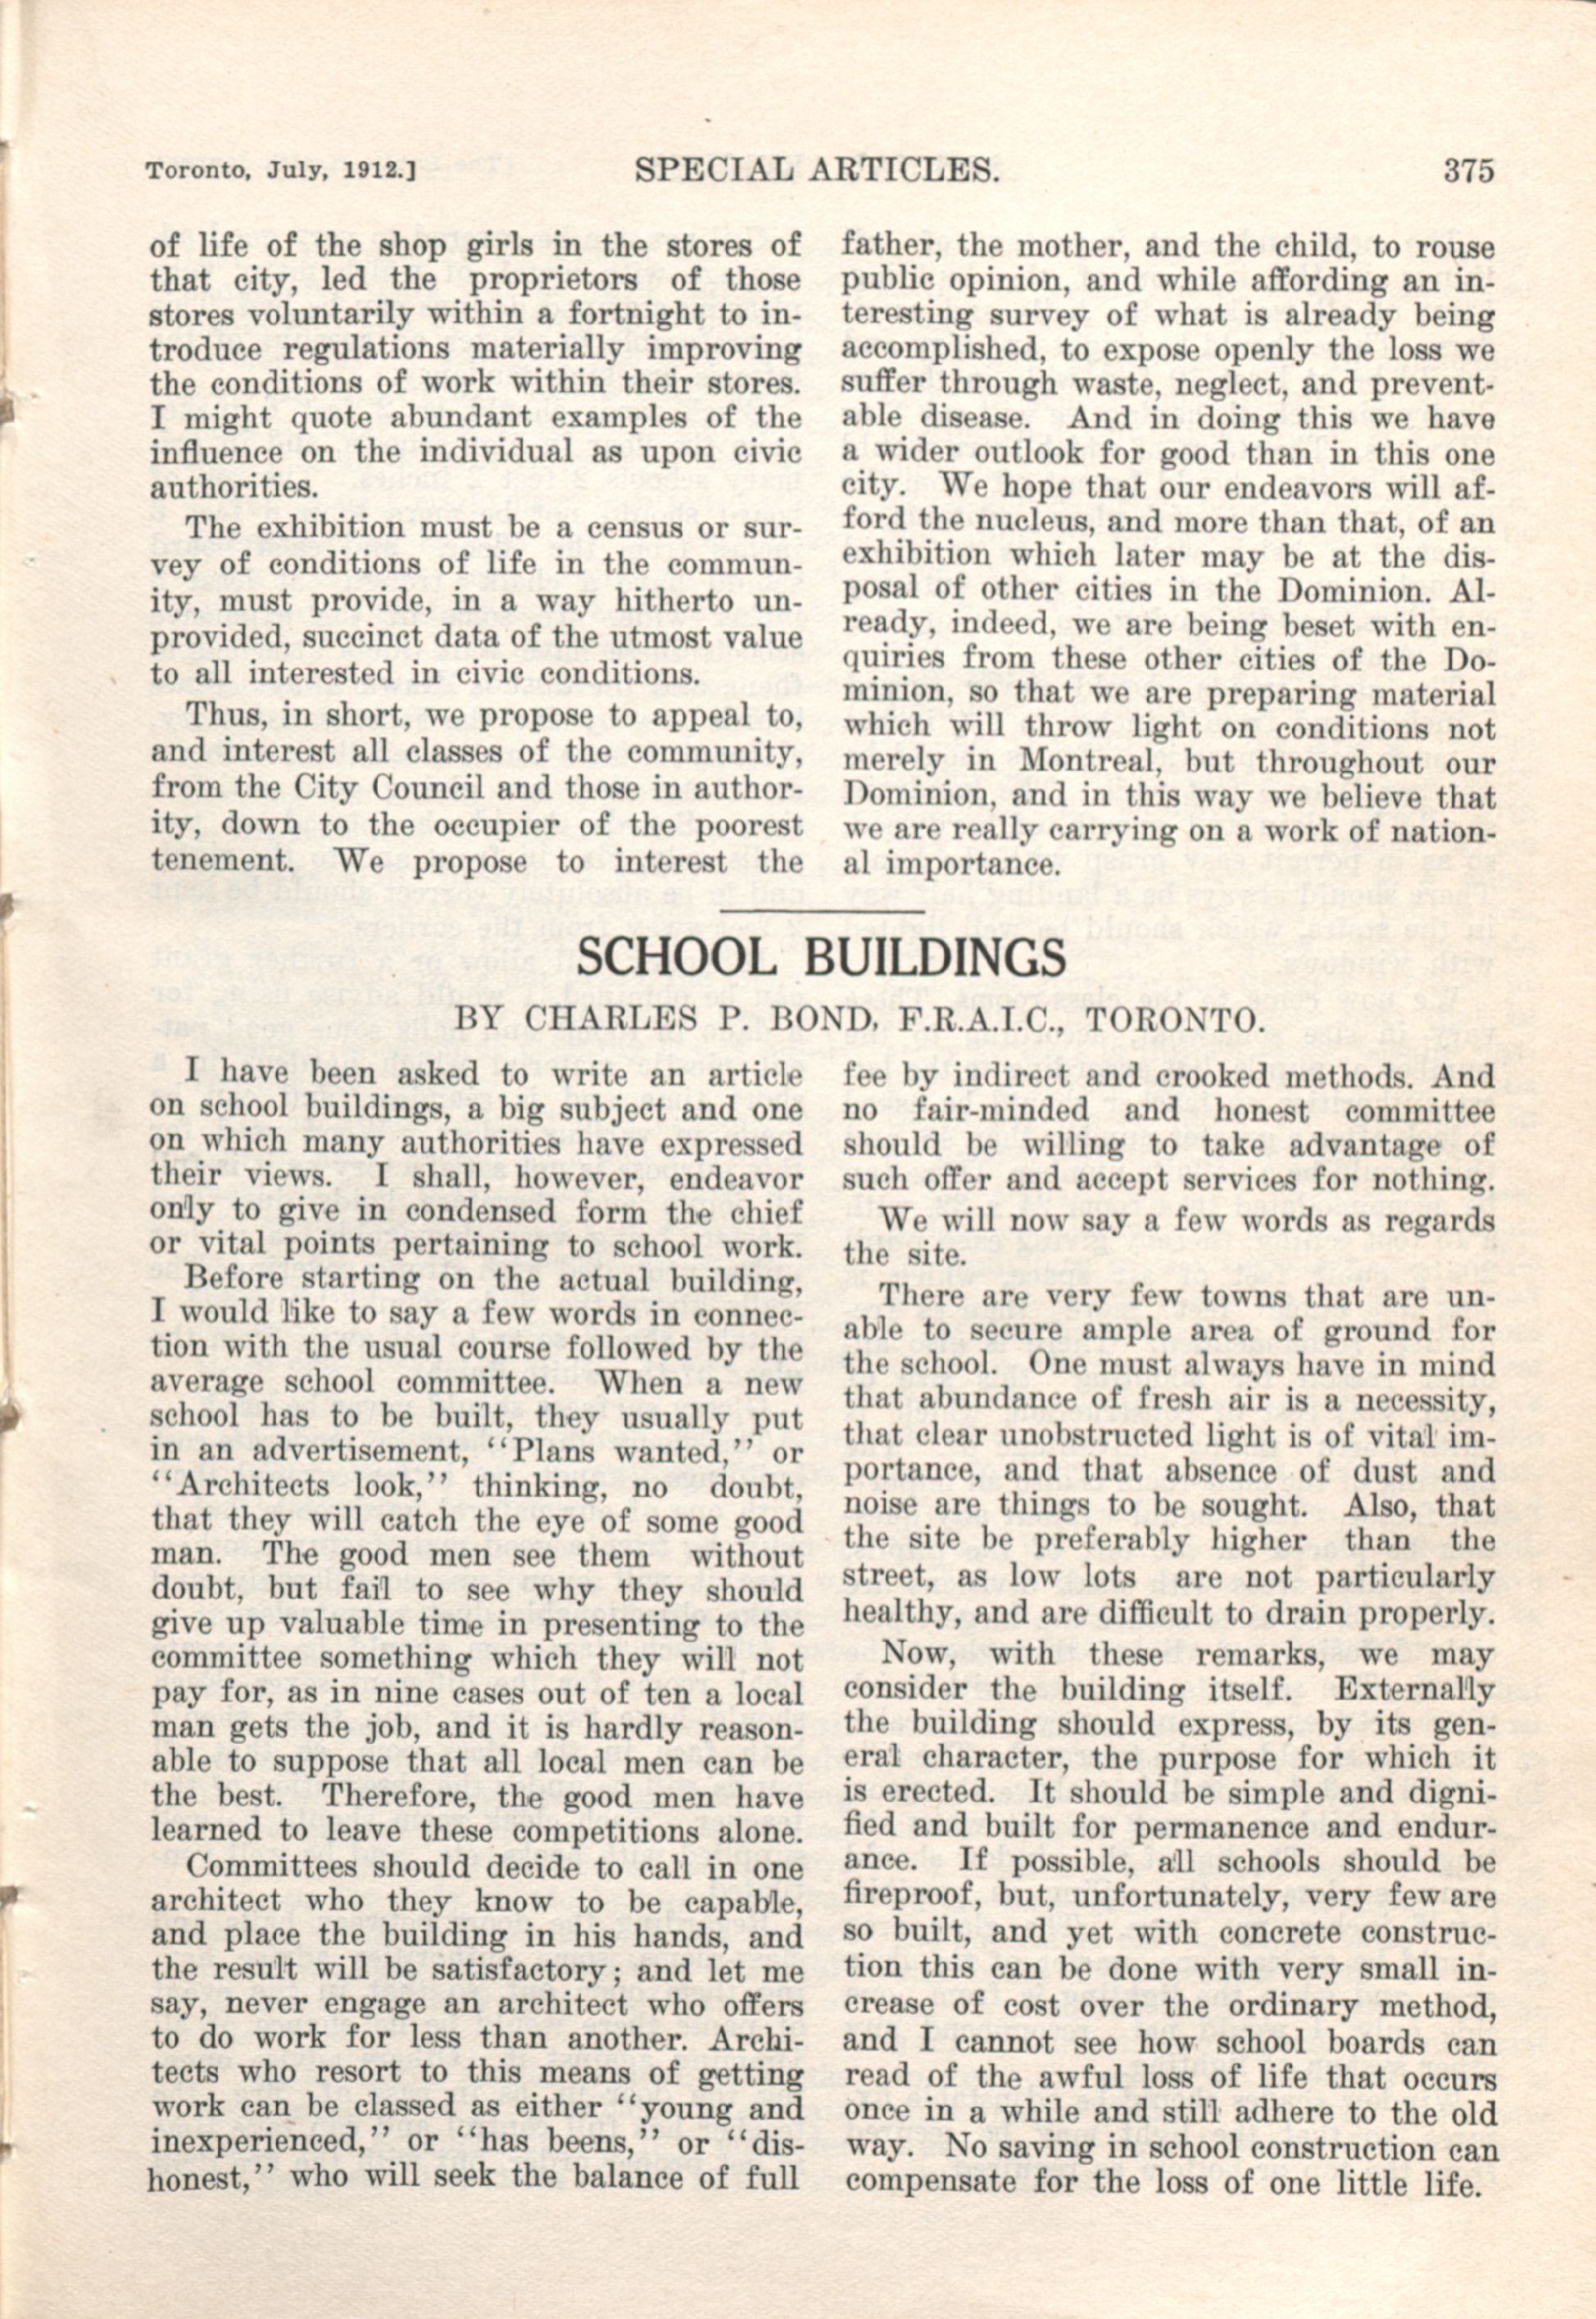 Toronto, July, 1912.] SPECIAL ARTICLES. 375
of life of the shop girls in the stores of
that city, led the proprietors of those
stores voluntarily within a fortnight to in-
troduce regulations materially improving
the conditions of work within their stores.
I might quote abundant examples of the
influence on the individual as upon civic
authorities.
The exhibition must be a census or sur-
vey of conditions of life in the commun-
ity, must provide, in a way hitherto un-
provided, succinct data of the utmost value
to all interested in civic conditions.
Thus, in short, we propose to appeal to,
and interest all classes of the community,
from the City Council and those in author-
ity, down to the occupier of the poorest
tenement. We propose to interest the
father, the mother, and the child, to rouse
public opinion, and while affording an in-
teresting survey of what is already being
accomplished, to expose openly the loss we
suffer through waste, neglect, and prevent-
able disease. And in doing this we have
a wider outlook for good than in this one
city. We hope that our endeavors will af-
ford the nucleus, and more than that, of an
exhibition which later may be at the dis-
posal of other cities in the Dominion. Al-
ready, indeed, we are being beset with en-
quiries from these other cities of the Do-
minion, so that we are preparing material
which will throw light on conditions not
merely in Montreal, but throughout our
Dominion, and in this way we believe that
we are really carrying on a work of nation-
al importance.
SCHOOL BUILDINGS
BY CHARLES P. BOND, F.R.A.I.C., TORONTO.
I have been asked to write an article
on school buildings, a big subject and one
on which many authorities have expressed
their views. I shall, however, endeavor
only to give in condensed form the chief
or vital points pertaining to school work.
Before starting on the actual building,
I would like to say a few words in connec-
tion with the usual course followed by the
average school committee. When a new
school has to be built, they usually put
in an advertisement, "Plans wanted," or
"Architects look," thinking, no doubt,
that they will catch the eye of some good
man. The good men see them without
doubt, but fail to see why they should
give up valuable time in presenting to the
committee something which they will not
pay for, as in nine cases out of ten a local
man gets the job, and it is hardly reason-
able to suppose that all local men can be
the best. Therefore, the good men have
learned to leave these competitions alone.
Committees should decide to call in one
architect who they know to be capable,
and place the building in his hands, and
the result will be satisfactory; and let me
say, never engage an architect who offers
to do work for less than another. Archi-
tects who resort to this means of getting
work can be classed as either "young and
inexperienced," or "has beens," or "dis-
honest," who will seek the balance of full
fee by indirect and crooked methods. And
no fair-minded and honest committee
should be willing to take advantage of
such offer and accept services for nothing.
We will now say a few words as regards
the site.
There are very few towns that are un-
able to secure ample area of ground for
the school. One must always have in mind
that abundance of fresh air is a necessity,
that clear unobstructed light is of vital im-
portance, and that absence of dust and
noise are things to be sought. Also, that
the site be preferably higher than the
street, as low lots are not particularly
healthy, and are difficult to drain properly.
Now, with these remarks, we may
consider the building itself. Externally
the building should express, by its gen-
eral character, the purpose for which it
is erected. It should be simple and digni-
fied and built for permanence and endur-
ance. If possible, all schools should be
fireproof, but, unfortunately, very few are
so built, and yet with concrete construc-
tion this can be done with very small in-
crease of cost over the ordinary method,
and I cannot see how school boards can
read of the awful loss of life that occurs
once in a while and still adhere to the old
way. No saving in school construction can
compensate for the loss of one little life.